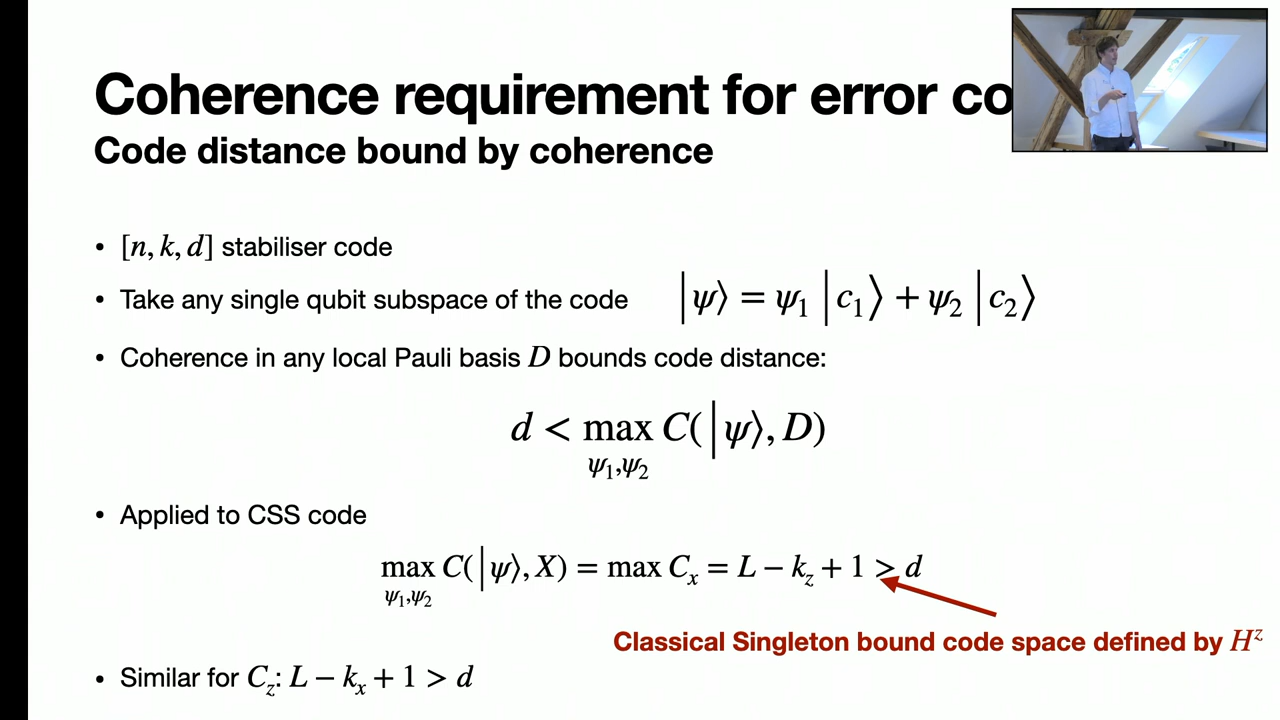 Coherence requirement for error co
Code distance bound by coherence
• [n, k, d] stabiliser code
• Take any single qubit subspace of the code |ψ⟩ = ψ₁ |c₁⟩ + ψ₂ |c₂⟩
• Coherence in any local Pauli basis D bounds code distance:
d < max C(|ψ⟩, D)
ψ₁,ψ₂
• Applied to CSS code
max C(|ψ⟩, X) = max Cₓ = L − k_z + 1 > d
ψ₁,ψ₂
Classical Singleton bound code space defined by Hᶻ
• Similar for C_z: L − kₓ + 1 > d